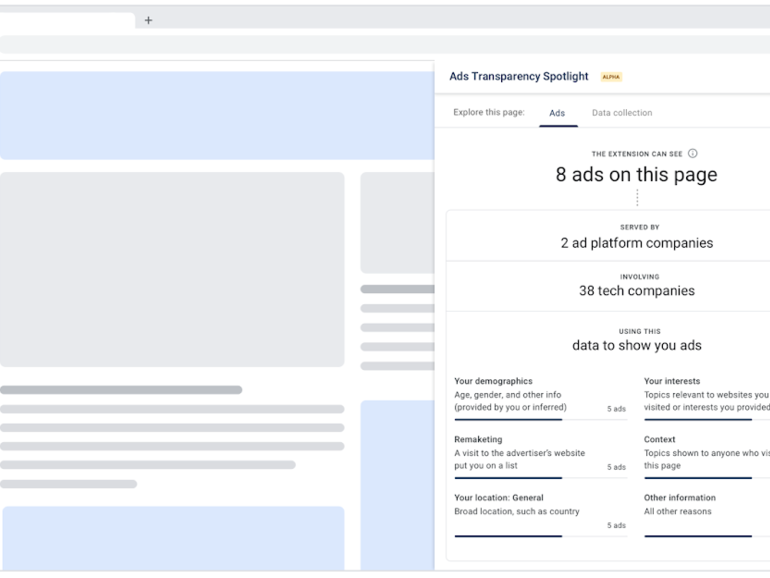 +
Ads Transparency Spotlight ALPHA
Explore this page: Ads Data collection
THE EXTENSION CAN SEE
8 ads on this page
SERVED BY
2 ad platform companies
INVOLVING
38 tech companies
USING THIS
data to show you ads
Your demographics
Age, gender, and other info
(provided by you or inferred)
5 ads
Your interests
Topics relevant to websites you
visited or interests you provided
Remaketing
A visit to the advertiser's website
put you on a list
5 ads
Context
Topics shown to anyone who
this page
Your location: General
Broad location, such as country
5 ads
Other information
All other reasons